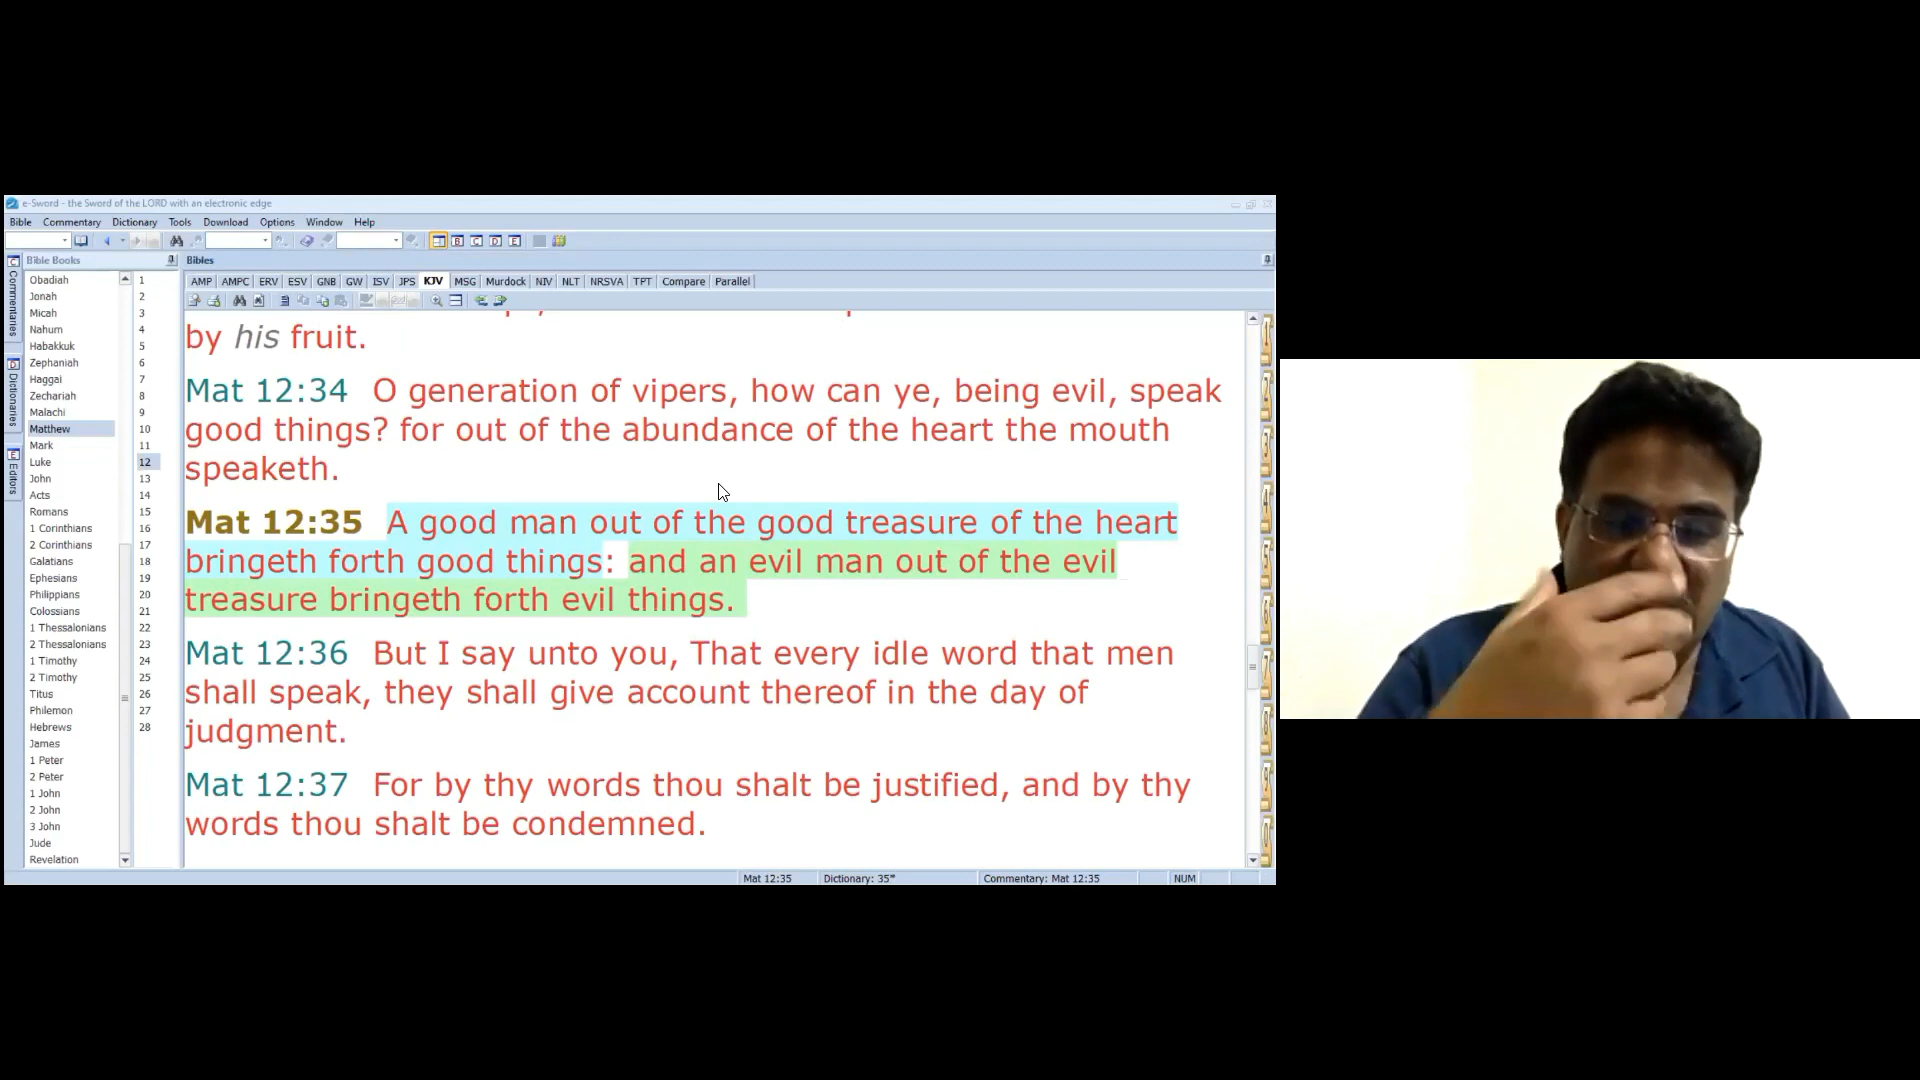 e-Sword - the Sword of the LORD with an electronic edge
Bible Commentary Dictionary Tools Download Options Window Help
B C D E
Bible Books
Bibles
AMP AMPC ERV ESV GNB GW ISV JPS KJV MSG Murdock NIV NLT NRSVA TPT Compare Parallel
C Commentaries
D Dictionaries
E Editors
Obadiah
Jonah
Micah
Nahum
Habakkuk
Zephaniah
Haggai
Zechariah
Malachi
Matthew
Mark
Luke
John
Acts
Romans
1 Corinthians
2 Corinthians
Galatians
Ephesians
Philippians
Colossians
1 Thessalonians
2 Thessalonians
1 Timothy
2 Timothy
Titus
Philemon
Hebrews
James
1 Peter
2 Peter
1 John
2 John
3 John
Jude
Revelation
1
2
3
4
5
6
7
8
9
10
11
12
13
14
15
16
17
18
19
20
21
22
23
24
25
26
27
28
by his fruit.
Mat 12:34 O generation of vipers, how can ye, being evil, speak
good things? for out of the abundance of the heart the mouth
speaketh.
Mat 12:35 A good man out of the good treasure of the heart
bringeth forth good things: and an evil man out of the evil
treasure bringeth forth evil things.
Mat 12:36 But I say unto you, That every idle word that men
shall speak, they shall give account thereof in the day of
judgment.
Mat 12:37 For by thy words thou shalt be justified, and by thy
words thou shalt be condemned.
Mat 12:35 Dictionary: 35* Commentary: Mat 12:35 NUM